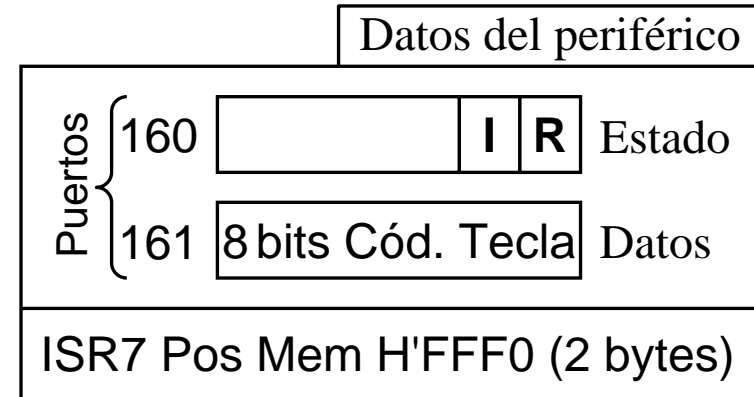 Datos del periférico
Puertos
160 I R Estado
161 8 bits Cód. Tecla Datos
ISR7 Pos Mem H'FFF0 (2 bytes)